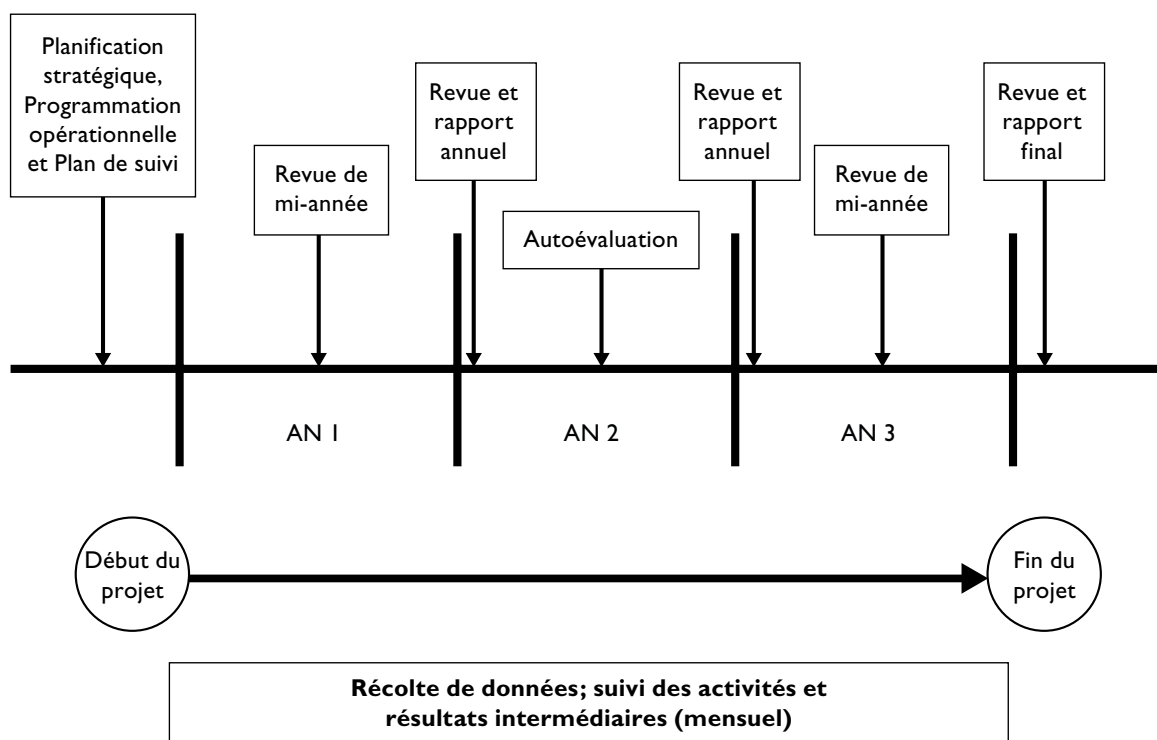 Planification
stratégique,
Programmation
opérationnelle
et Plan de suivi
Revue de
mi-année
Revue et
rapport
annuel
Autoévaluation
Revue et
rapport
annuel
Revue de
mi-année
Revue et
rapport
final
AN 1
AN 2
AN 3
Début du
projet
Fin du
projet
Récolte de données; suivi des activités et
résultats intermédiaires (mensuel)